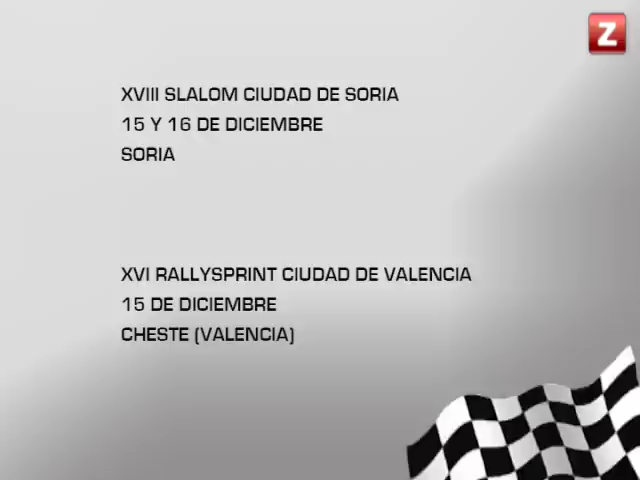 Z
XVIII SLALOM CIUDAD DE SORIA
15 Y 16 DE DICIEMBRE
SORIA
XVI RALLYSPRINT CIUDAD DE VALENCIA
15 DE DICIEMBRE
CHESTE (VALENCIA)